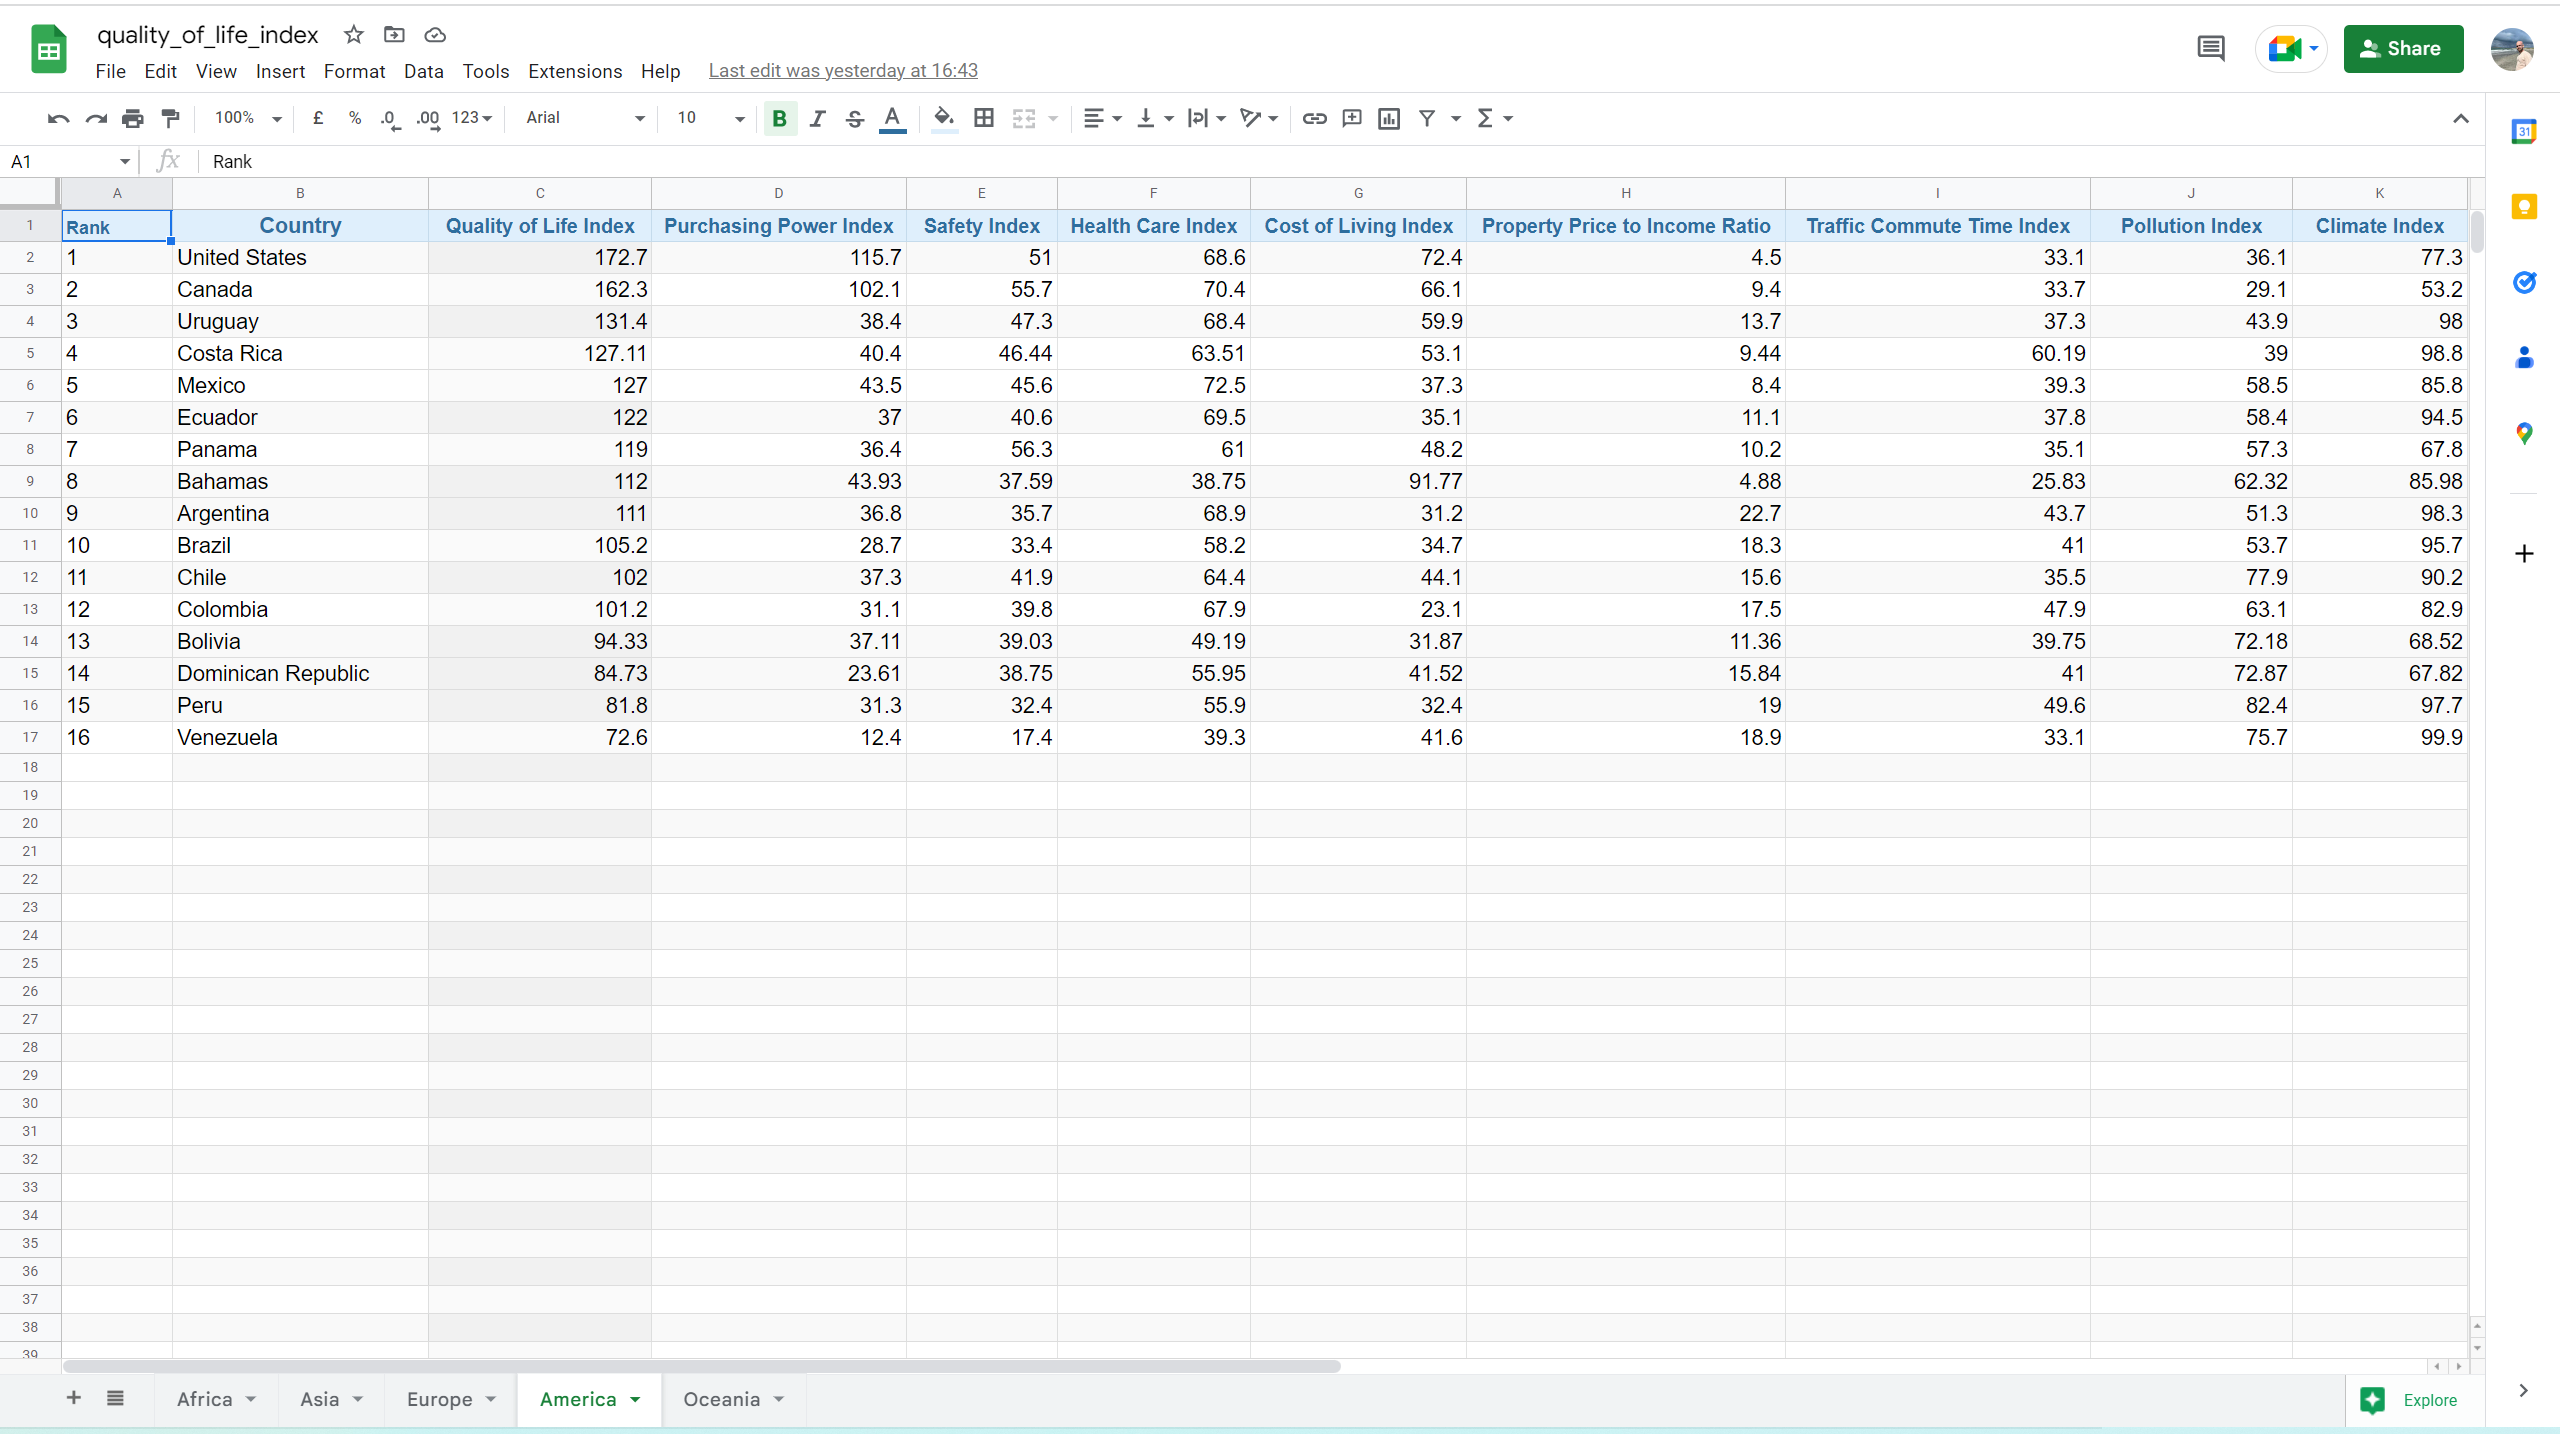 quality_of_life_index
File Edit View Insert Format Data Tools Extensions Help Last edit was yesterday at 16:43
Share
100% £ % .0 .00 123 Arial 10 B I S A Σ
31
A1 fx Rank
A B C D E F G H I J K
1 Rank Country Quality of Life Index Purchasing Power Index Safety Index Health Care Index Cost of Living Index Property Price to Income Ratio Traffic Commute Time Index Pollution Index Climate Index
2 1 United States 172.7 115.7 51 68.6 72.4 4.5 33.1 36.1 77.3
3 2 Canada 162.3 102.1 55.7 70.4 66.1 9.4 33.7 29.1 53.2
4 3 Uruguay 131.4 38.4 47.3 68.4 59.9 13.7 37.3 43.9 98
5 4 Costa Rica 127.11 40.4 46.44 63.51 53.1 9.44 60.19 39 98.8
6 5 Mexico 127 43.5 45.6 72.5 37.3 8.4 39.3 58.5 85.8
7 6 Ecuador 122 37 40.6 69.5 35.1 11.1 37.8 58.4 94.5
8 7 Panama 119 36.4 56.3 61 48.2 10.2 35.1 57.3 67.8
9 8 Bahamas 112 43.93 37.59 38.75 91.77 4.88 25.83 62.32 85.98
10 9 Argentina 111 36.8 35.7 68.9 31.2 22.7 43.7 51.3 98.3
11 10 Brazil 105.2 28.7 33.4 58.2 34.7 18.3 41 53.7 95.7
12 11 Chile 102 37.3 41.9 64.4 44.1 15.6 35.5 77.9 90.2
13 12 Colombia 101.2 31.1 39.8 67.9 23.1 17.5 47.9 63.1 82.9
14 13 Bolivia 94.33 37.11 39.03 49.19 31.87 11.36 39.75 72.18 68.52
15 14 Dominican Republic 84.73 23.61 38.75 55.95 41.52 15.84 41 72.87 67.82
16 15 Peru 81.8 31.3 32.4 55.9 32.4 19 49.6 82.4 97.7
17 16 Venezuela 72.6 12.4 17.4 39.3 41.6 18.9 33.1 75.7 99.9
18
19
20
21
22
23
24
25
26
27
28
29
30
31
32
33
34
35
36
37
38
39
Africa Asia Europe America Oceania Explore